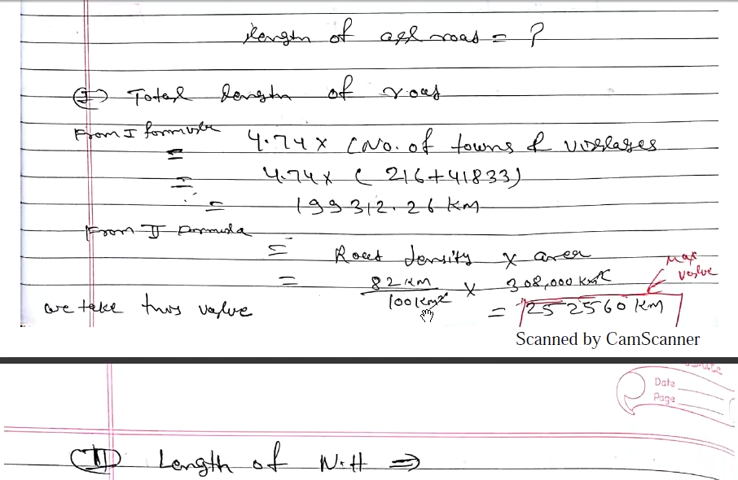 Length of all road = ?
I ⇒ Total length of road
From I formula
= 4.74 x (No. of towns & villages
= 4.74 x ( 216+41833)
= 199312.26 KM
From II formula
= Road density x area
= 82 KM / 100 KM² x 308,000 KM²
Max value
we take this value = 252560 KM
Scanned by CamScanner
Date
Page
II Length of N.H ⇒